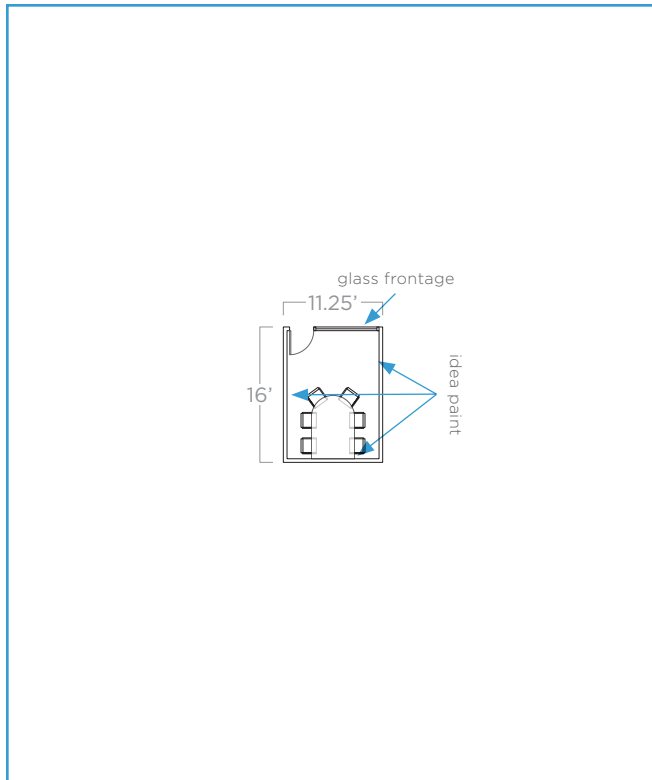 glass frontage
11.25’
16’
idea paint